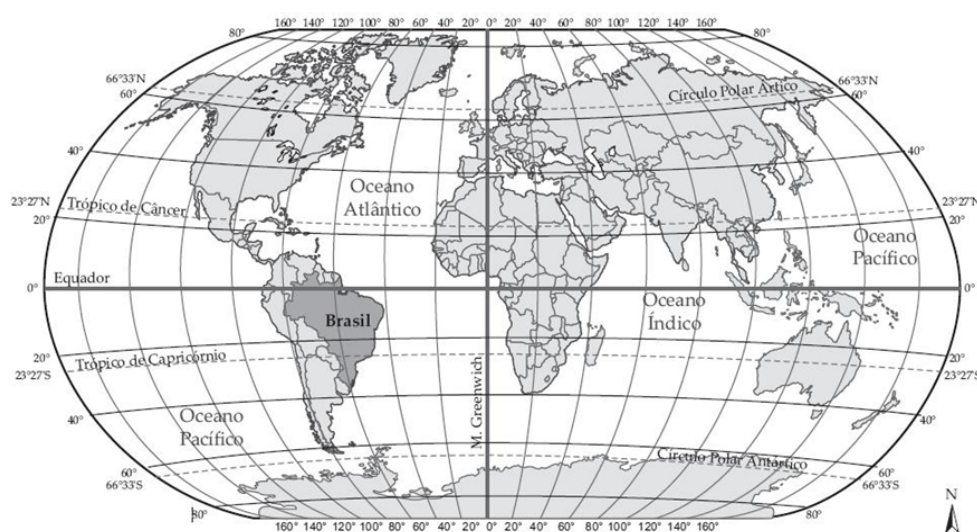 160° 140° 120° 100° 80° 60° 40° 20° 0° 20° 40° 60° 80° 100° 120° 140° 160°
80° 80°
66°33'N 66°33'N
Círculo Polar Ártico
60° 60°
40° 40°
Oceano
Atlântico
23°27'N Trópico de Câncer 23°27'N
20° 20°
Oceano
Pacífico
Equador
0° 0°
Oceano
Índico
Brasil
Trópico de Capricórnio
20° 20°
23°27'S 23°27'S
M. Greenwich
Oceano
Pacífico
40° 40°
Círculo Polar Antártico
60° 60°
66°33'S 66°33'S
N
80° 80°
160° 140° 120° 100° 80° 60° 40° 20° 0° 20° 40° 60° 80° 100° 120° 140° 160°